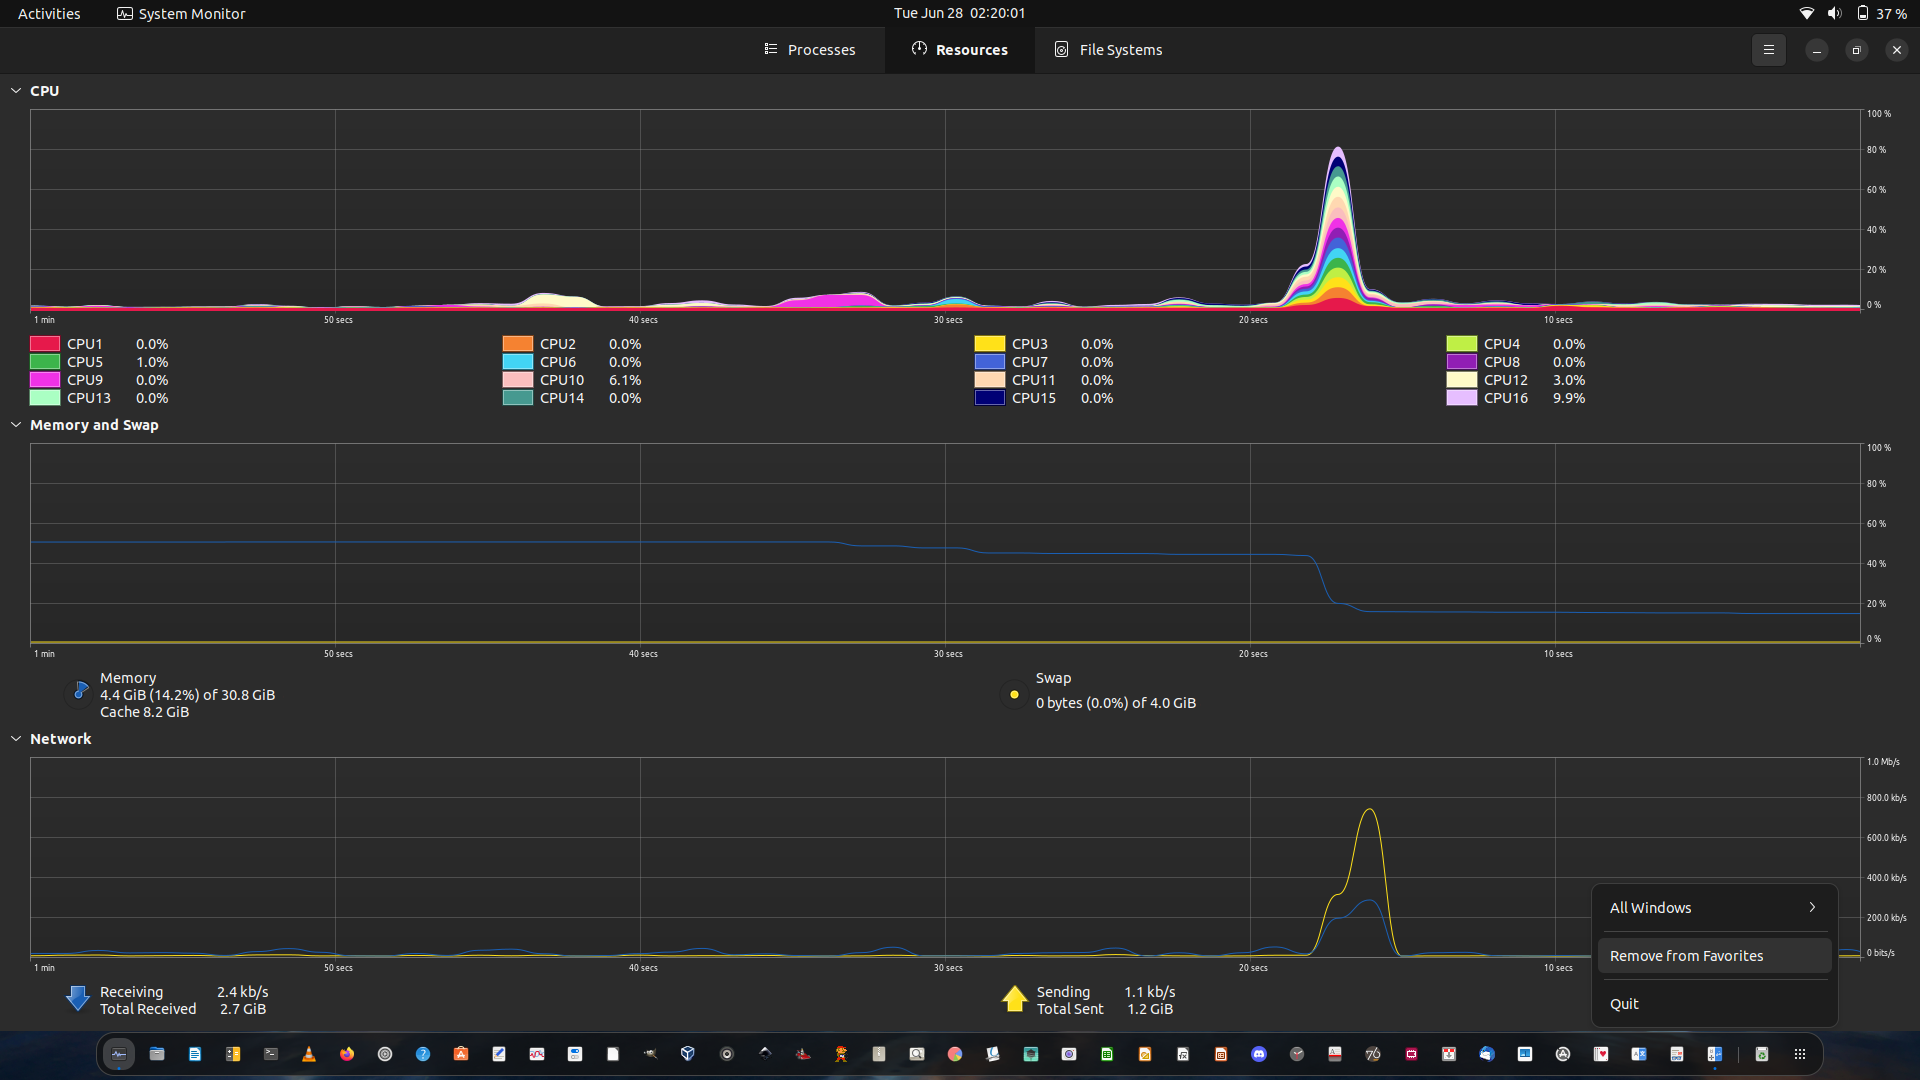 Activities System Monitor Tue Jun 28 02:20:01 37 %
Processes Resources File Systems
CPU
100 %
80 %
60 %
40 %
20 %
0 %
1 min 50 secs 40 secs 30 secs 20 secs 10 secs
CPU1 0.0% CPU2 0.0% CPU3 0.0% CPU4 0.0%
CPU5 1.0% CPU6 0.0% CPU7 0.0% CPU8 0.0%
CPU9 0.0% CPU10 6.1% CPU11 0.0% CPU12 3.0%
CPU13 0.0% CPU14 0.0% CPU15 0.0% CPU16 9.9%
Memory and Swap
100 %
80 %
60 %
40 %
20 %
0 %
1 min 50 secs 40 secs 30 secs 20 secs 10 secs
Memory
4.4 GiB (14.2%) of 30.8 GiB
Cache 8.2 GiB
Swap
0 bytes (0.0%) of 4.0 GiB
Network
1.0 Mb/s
800.0 kb/s
600.0 kb/s
400.0 kb/s
200.0 kb/s
0 bits/s
1 min 50 secs 40 secs 30 secs 20 secs 10 secs
Receiving 2.4 kb/s
Total Received 2.7 GiB
Sending 1.1 kb/s
Total Sent 1.2 GiB
All Windows
Remove from Favorites
Quit